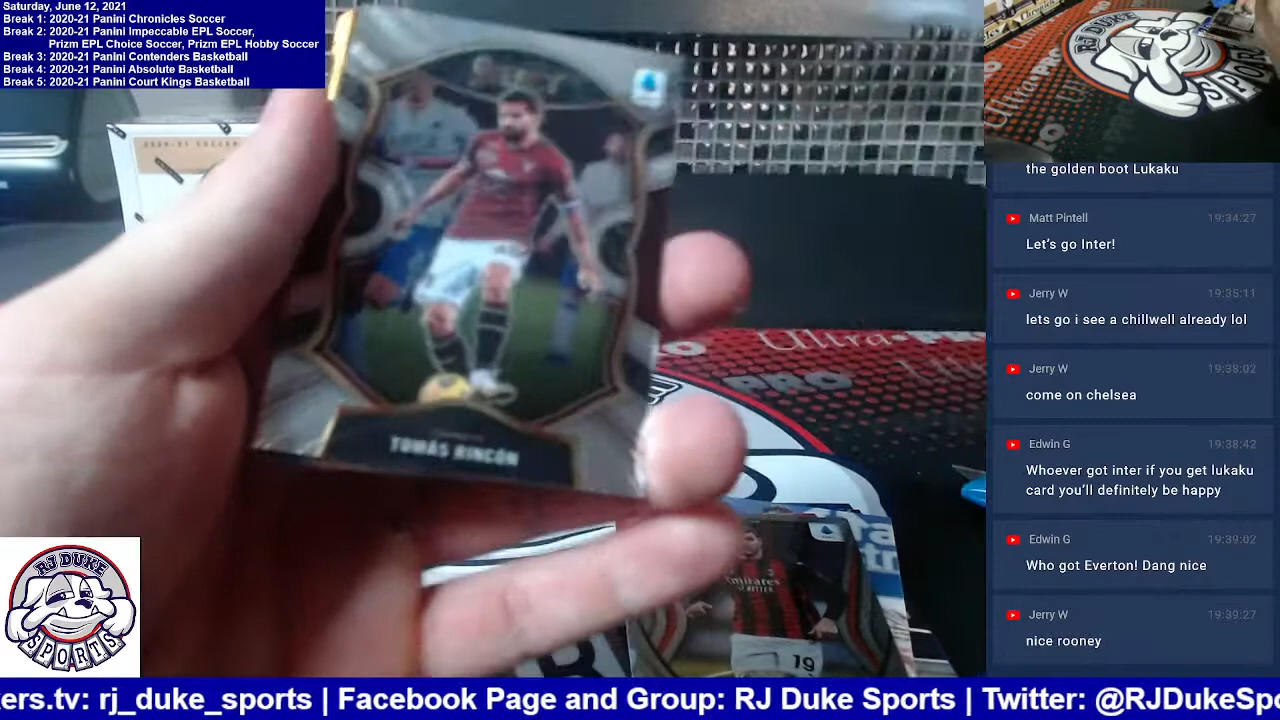 Saturday, June 12, 2021
Break 1: 2020-21 Panini Chronicles Soccer
Break 2: 2020-21 Panini Impeccable EPL Soccer,
Prizm EPL Choice Soccer, Prizm EPL Hobby Soccer
Break 3: 2020-21 Panini Contenders Basketball
Break 4: 2020-21 Panini Absolute Basketball
Break 5: 2020-21 Panini Court Kings Basketball
TOMÁS RINCÓN
19
Ultra PRO
PRO
RJ DUKE
SPORTS
the golden boot Lukaku
Matt Pintell 19:34:27
Let's go Inter!
Jerry W 19:35:11
lets go i see a chillwell already lol
Jerry W 19:38:02
come on chelsea
Edwin G 19:38:42
Whoever got inter if you get lukaku
card you'll definitely be happy
Edwin G 19:39:02
Who got Everton! Dang nice
Jerry W 19:39:27
nice rooney
kers.tv: rj_duke_sports | Facebook Page and Group: RJ Duke Sports | Twitter: @RJDukeSpo